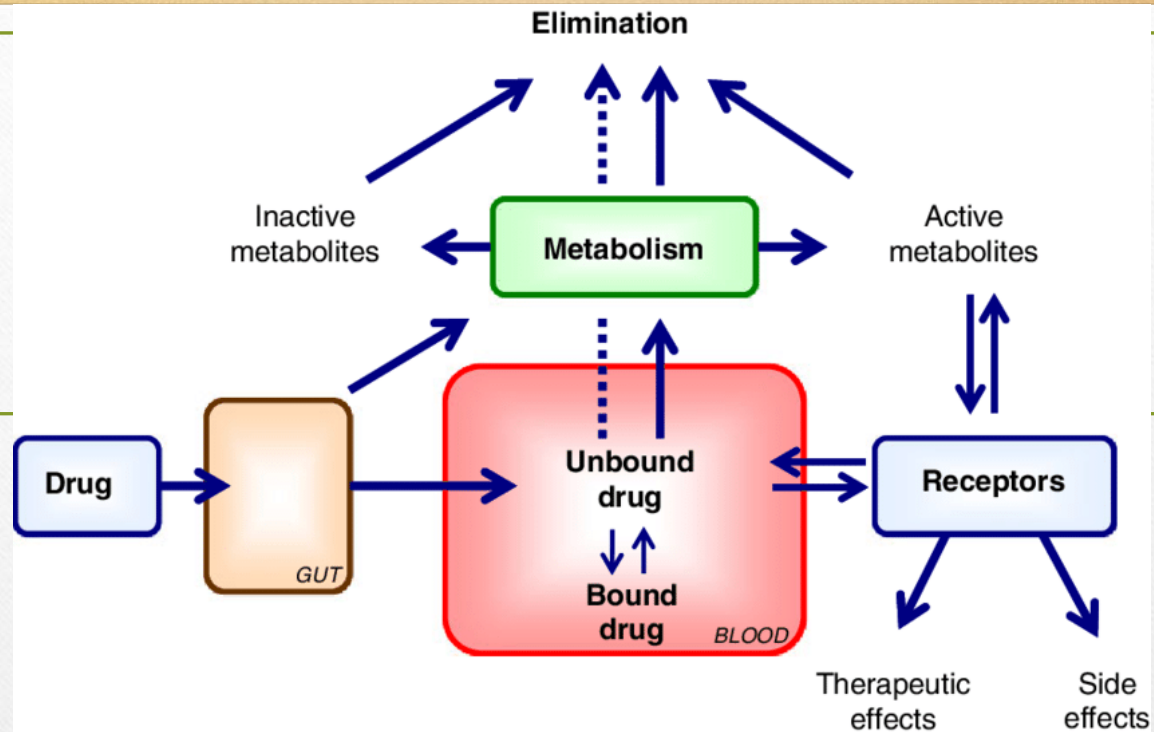 Elimination
Inactive
metabolites
Metabolism
Active
metabolites
Drug
GUT
Unbound
drug
Bound
drug
BLOOD
Receptors
Therapeutic
effects
Side
effects